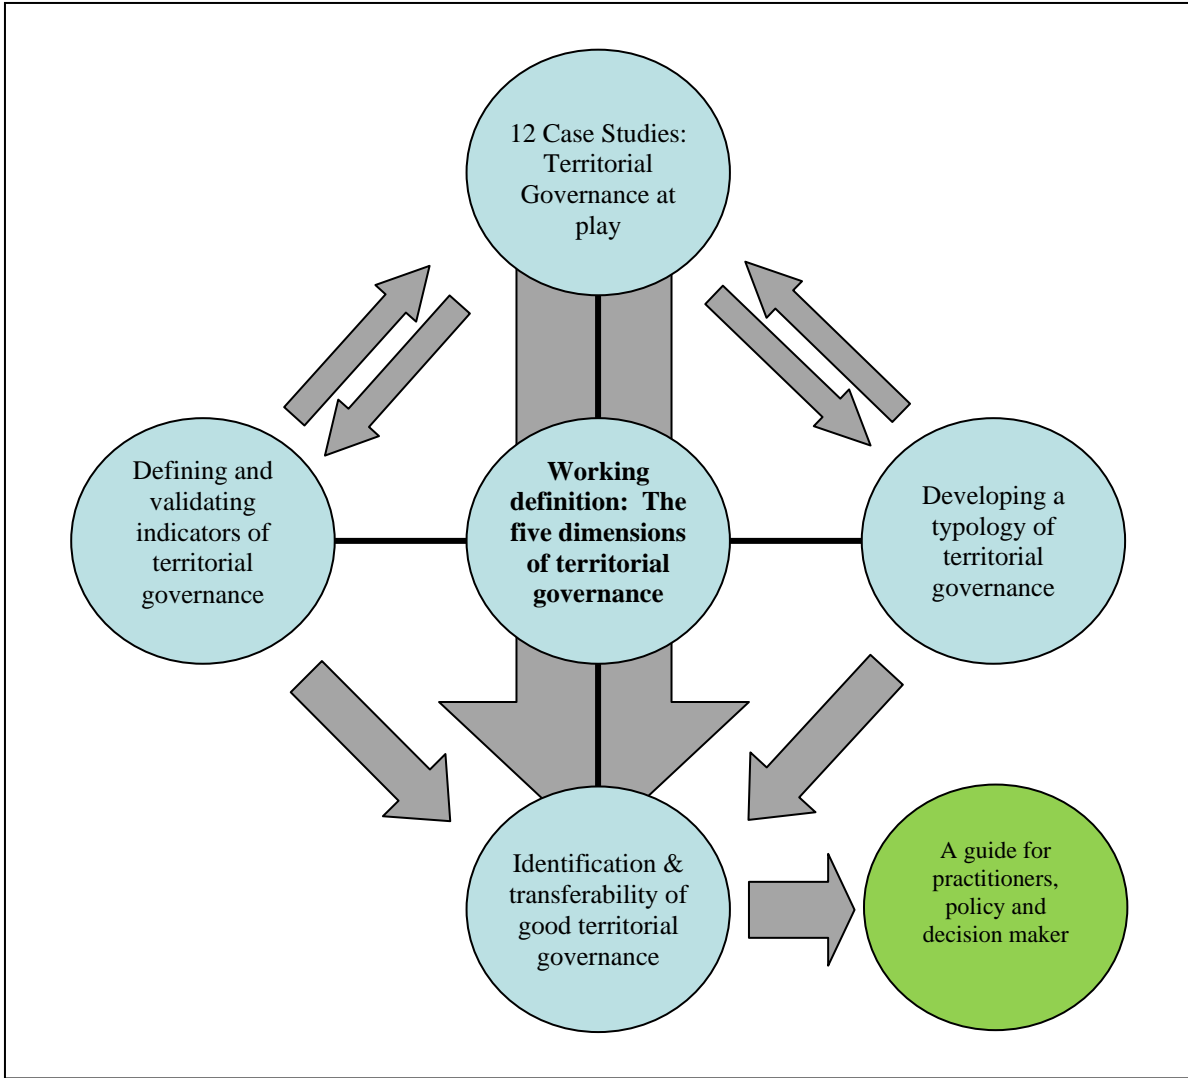 12 Case Studies:
Territorial
Governance at
play
Defining and
validating
indicators of
territorial
governance
Working
definition:  The
five dimensions
of territorial
governance
Developing a
typology of
territorial
governance
Identification &
transferability of
good territorial
governance
A guide for
practitioners,
policy and
decision maker